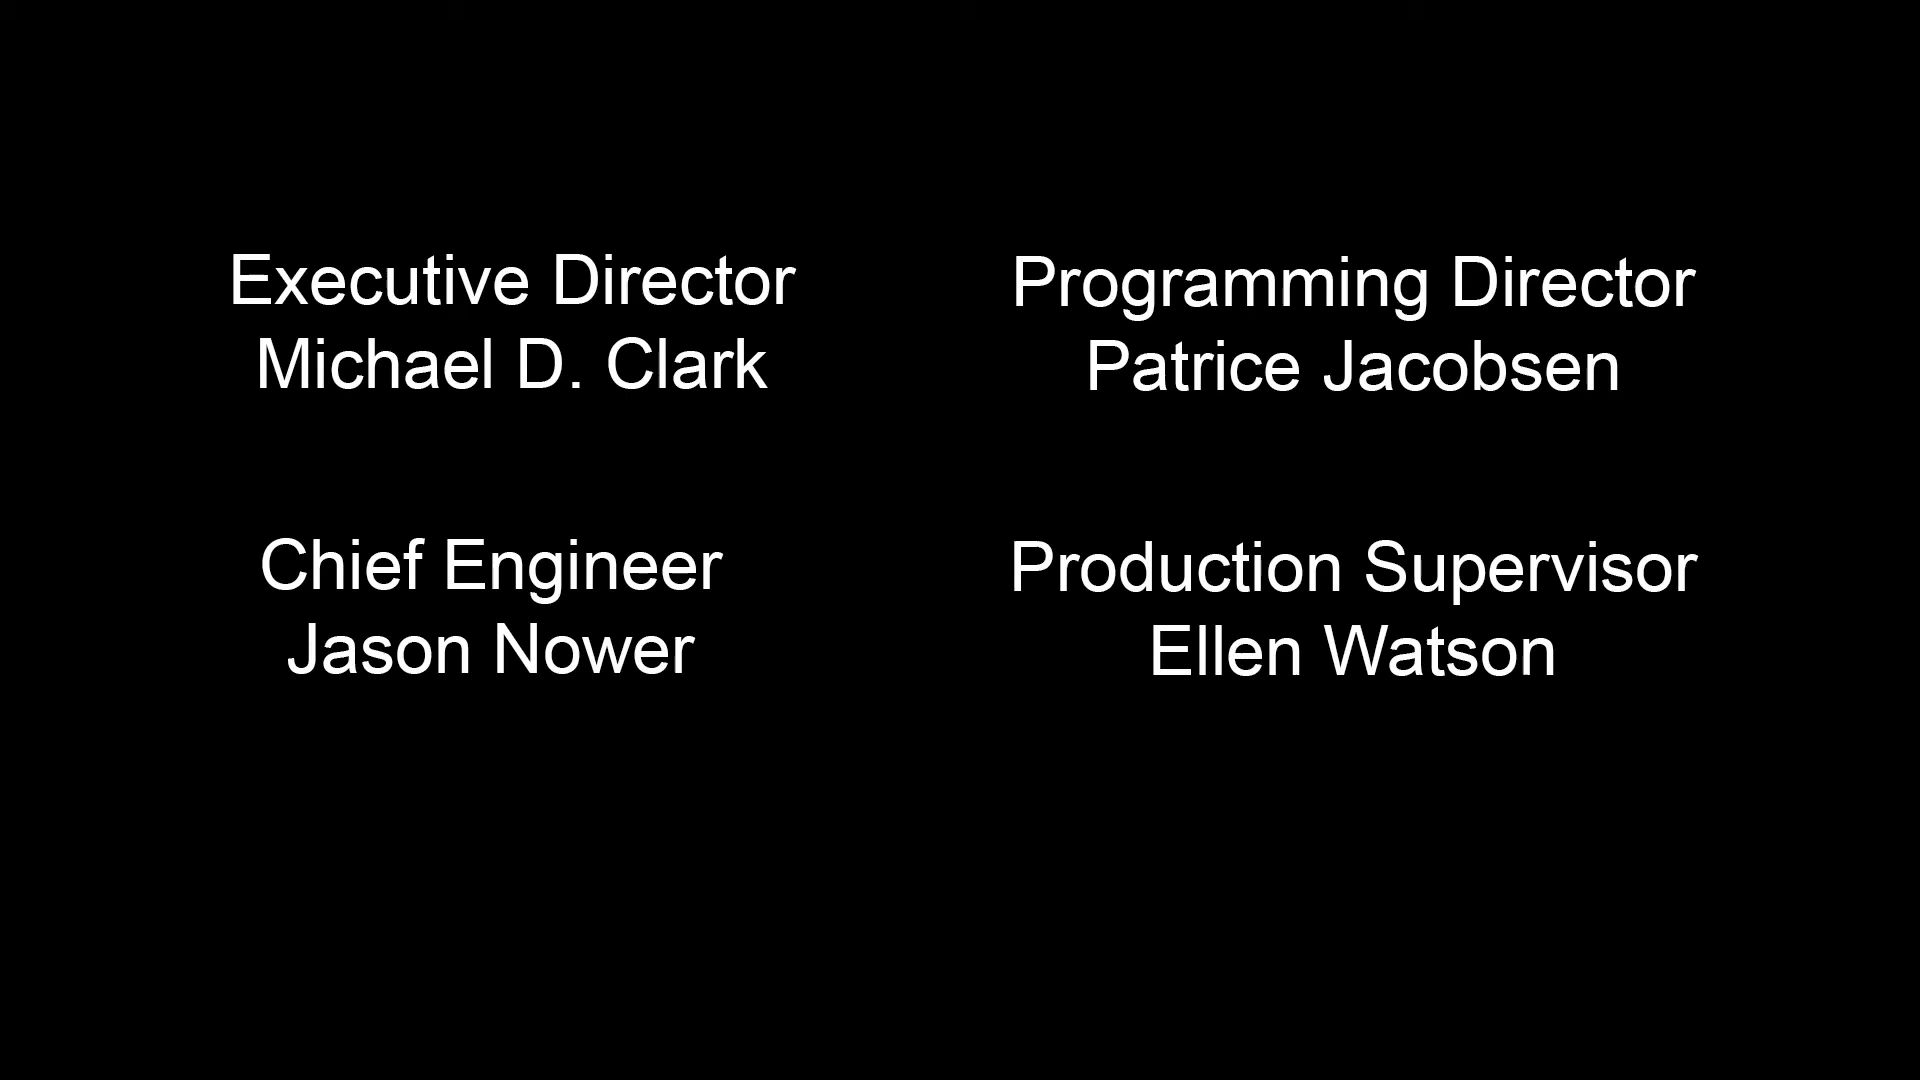 Executive Director
Michael D. Clark
Programming Director
Patrice Jacobsen
Chief Engineer
Jason Nower
Production Supervisor
Ellen Watson